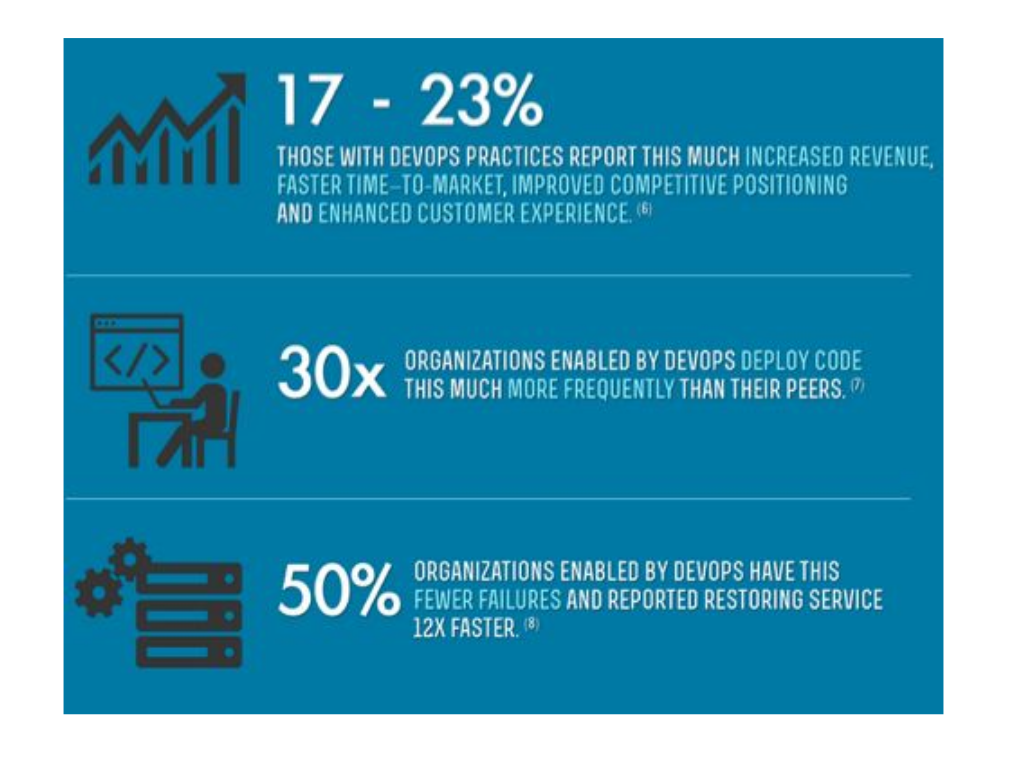 17 - 23%
THOSE WITH DEVOPS PRACTICES REPORT THIS MUCH INCREASED REVENUE,
FASTER TIME-TO-MARKET, IMPROVED COMPETITIVE POSITIONING
AND ENHANCED CUSTOMER EXPERIENCE. (6)
</>
30x
ORGANIZATIONS ENABLED BY DEVOPS DEPLOY CODE
THIS MUCH MORE FREQUENTLY THAN THEIR PEERS. (7)
50%
ORGANIZATIONS ENABLED BY DEVOPS HAVE THIS
FEWER FAILURES AND REPORTED RESTORING SERVICE
12X FASTER. (8)